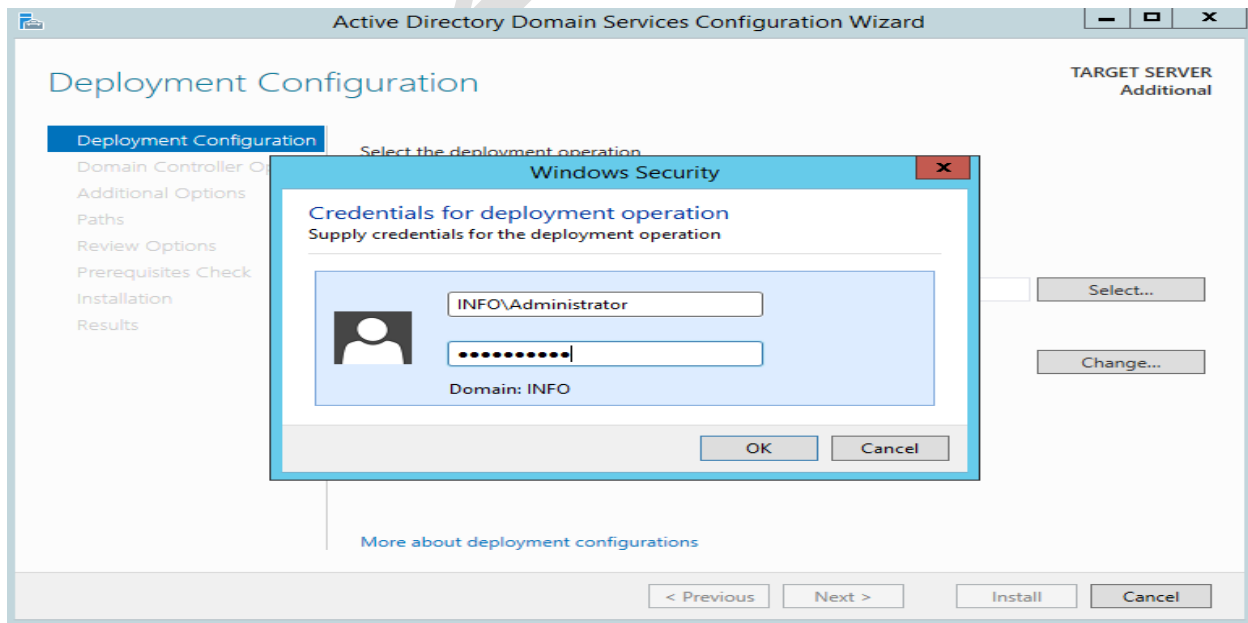 Active Directory Domain Services Configuration Wizard
Deployment Configuration
TARGET SERVER
Additional
Deployment Configuration
Domain Controller Op
Additional Options
Paths
Review Options
Prerequisites Check
Installation
Results
Select the deployment operation
Windows Security
Credentials for deployment operation
Supply credentials for the deployment operation
INFO\Administrator
••••••••••
Domain: INFO
OK Cancel
Select...
Change...
More about deployment configurations
< Previous Next > Install Cancel